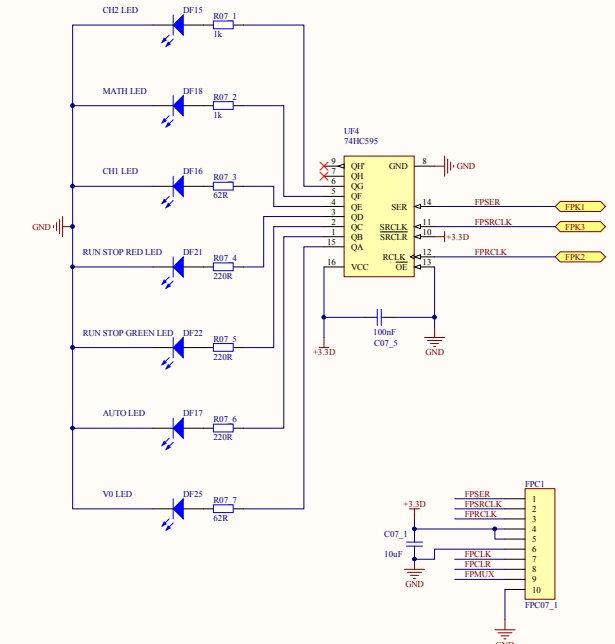 CH2 LED
DF15
R07_1
1k
MATH LED
DF18
R07_2
1k
CH1 LED
DF16
R07_3
62R
GND
RUN STOP RED LED
DF21
R07_4
220R
RUN STOP GREEN LED
DF22
R07_5
220R
AUTO LED
DF17
R07_6
220R
V0 LED
DF25
R07_7
62R
UF4
74HC595
9 QH'
7 QH
6 QG
5 QF
4 QE
3 QD
2 QC
1 QB
15 QA
16 VCC
GND 8 GND
SER 14 FPSER FPK1
SRCLK 11 FPSRCLK FPK3
SRCLR 10 +3.3D
RCLK 12 FPRCLK FPK2
OE 13
100nF
C07_5
+3.3D
GND
FPC1
FPSER 1
FPSRCLK 2
FPRCLK 3
4
5
6
FPCLK 7
FPCLR 8
FPMUX 9
10
FPC07_1
+3.3D
C07_1
10uF
GND
GND